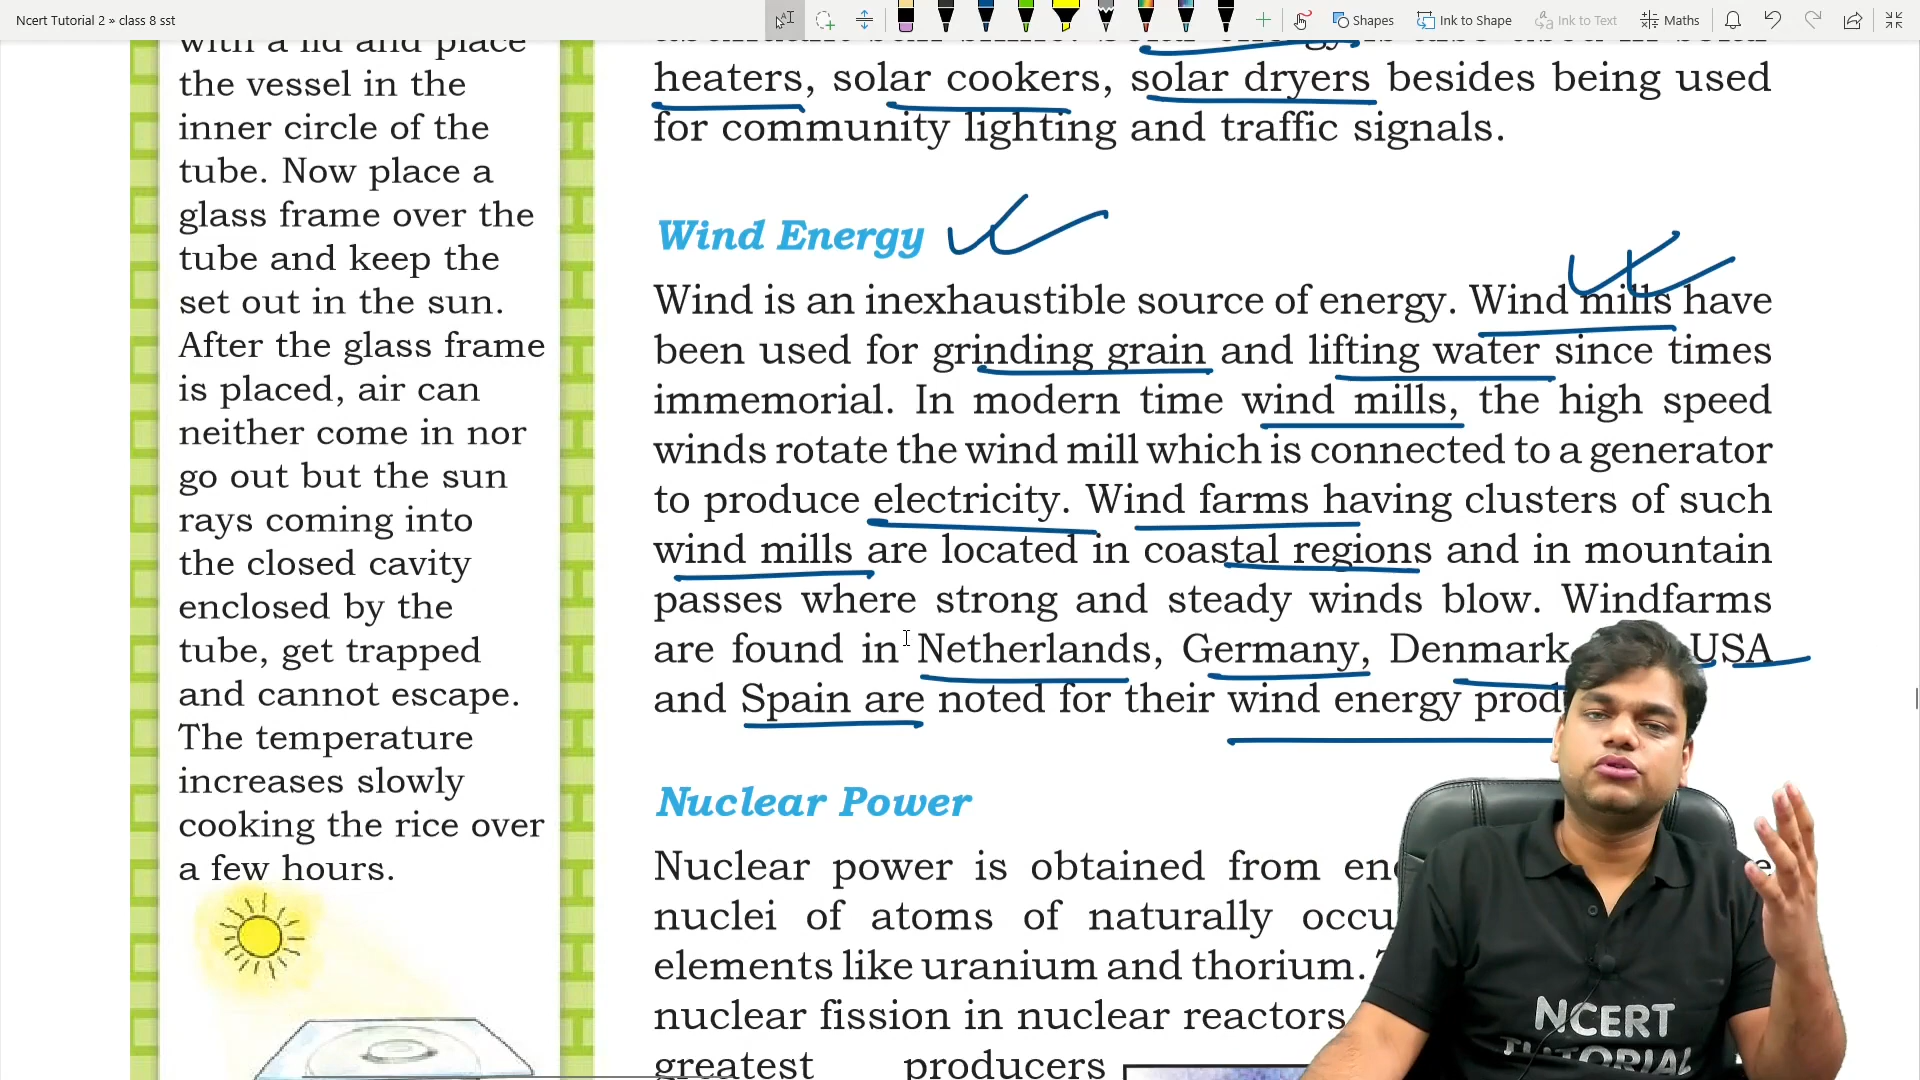 Ncert Tutorial 2 » class 8 sst
Shapes
Ink to Shape
Ink to Text
Maths
with a lid and place
the vessel in the
inner circle of the
tube. Now place a
glass frame over the
tube and keep the
set out in the sun.
After the glass frame
is placed, air can
neither come in nor
go out but the sun
rays coming into
the closed cavity
enclosed by the
tube, get trapped
and cannot escape.
The temperature
increases slowly
cooking the rice over
a few hours.
heaters, solar cookers, solar dryers besides being used
for community lighting and traffic signals.
Wind Energy
Wind is an inexhaustible source of energy. Wind mills have
been used for grinding grain and lifting water since times
immemorial. In modern time wind mills, the high speed
winds rotate the wind mill which is connected to a generator
to produce electricity. Wind farms having clusters of such
wind mills are located in coastal regions and in mountain
passes where strong and steady winds blow. Windfarms
are found in Netherlands, Germany, Denmark USA
and Spain are noted for their wind energy prod
Nuclear Power
Nuclear power is obtained from
nuclei of atoms of naturally
elements like uranium and thorium.
nuclear fission in nuclear reactors
greatest producers
NCERT
TUTORIAL